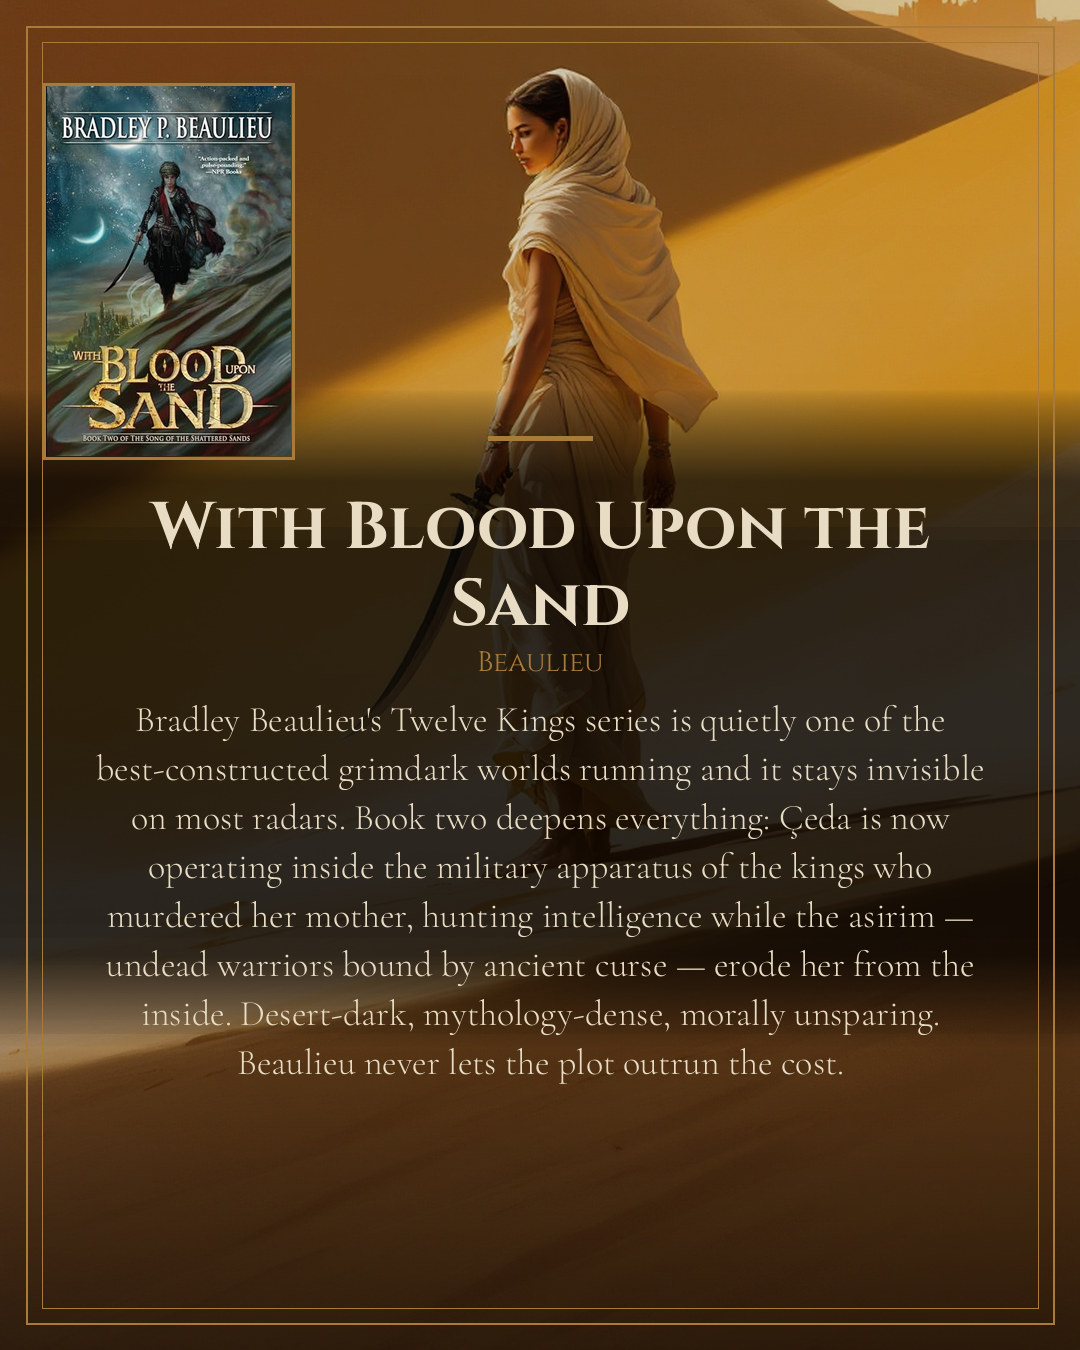 BRADLEY P. BEAULIEU
"Action-packed and
pulse-pounding."
—NPR Books
WITH BLOOD UPON
THE
SAND
BOOK TWO OF THE SONG OF THE SHATTERED SANDS
WITH BLOOD UPON THE
SAND
BEAULIEU
Bradley Beaulieu's Twelve Kings series is quietly one of the
best-constructed grimdark worlds running and it stays invisible
on most radars. Book two deepens everything: Çeda is now
operating inside the military apparatus of the kings who
murdered her mother, hunting intelligence while the asirim —
undead warriors bound by ancient curse — erode her from the
inside. Desert-dark, mythology-dense, morally unsparing.
Beaulieu never lets the plot outrun the cost.